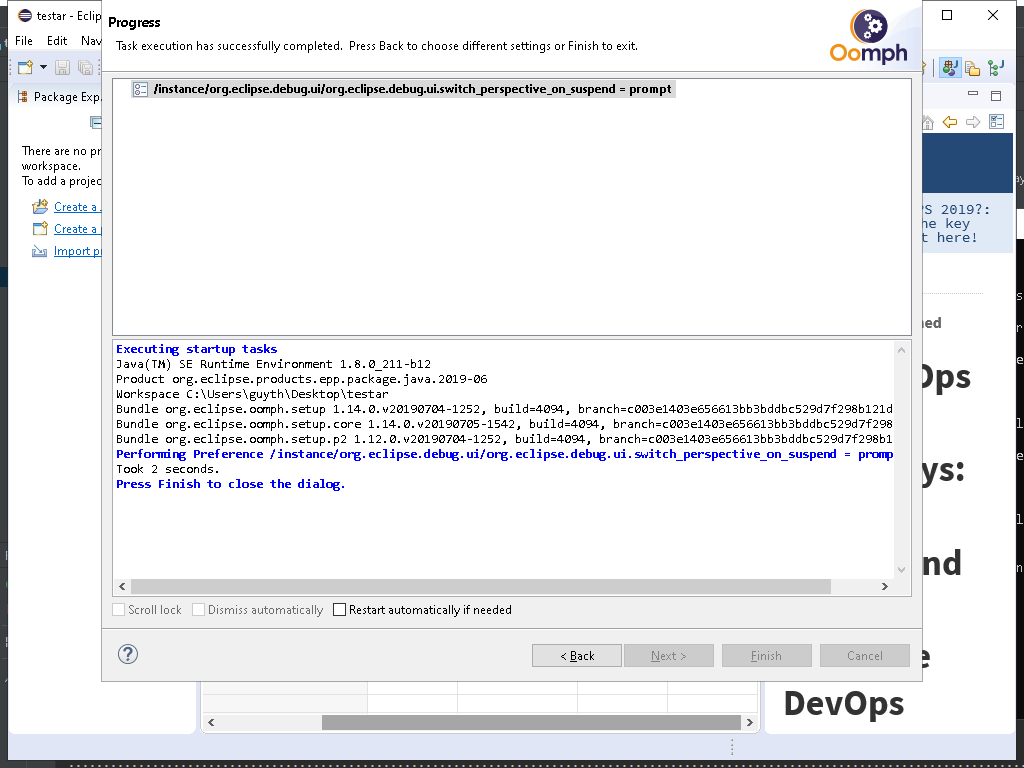 testar - Eclip
File Edit Nav
Package Exp
There are no pr
workspace.
To add a projec
Create a
Create a
Import p
Progress
Task execution has successfully completed. Press Back to choose different settings or Finish to exit.
Oomph
/instance/org.eclipse.debug.ui/org.eclipse.debug.ui.switch_perspective_on_suspend = prompt
Executing startup tasks
Java(TM) SE Runtime Environment 1.8.0_211-b12
Product org.eclipse.products.epp.package.java.2019-06
Workspace C:\Users\guyth\Desktop\testar
Bundle org.eclipse.oomph.setup 1.14.0.v20190704-1252, build=4094, branch=c003e1403e656613bb3bddbc529d7f298b121d
Bundle org.eclipse.oomph.setup.core 1.14.0.v20190705-1542, build=4094, branch=c003e1403e656613bb3bddbc529d7f298
Bundle org.eclipse.oomph.setup.p2 1.12.0.v20190704-1252, build=4094, branch=c003e1403e656613bb3bddbc529d7f298b1
Performing Preference /instance/org.eclipse.debug.ui/org.eclipse.debug.ui.switch_perspective_on_suspend = promp
Took 2 seconds.
Press Finish to close the dialog.
Scroll lock Dismiss automatically Restart automatically if needed
< Back Next > Finish Cancel
PS 2019?:
he key
t here!
ned
Ops
ys:
nd
e
DevOps